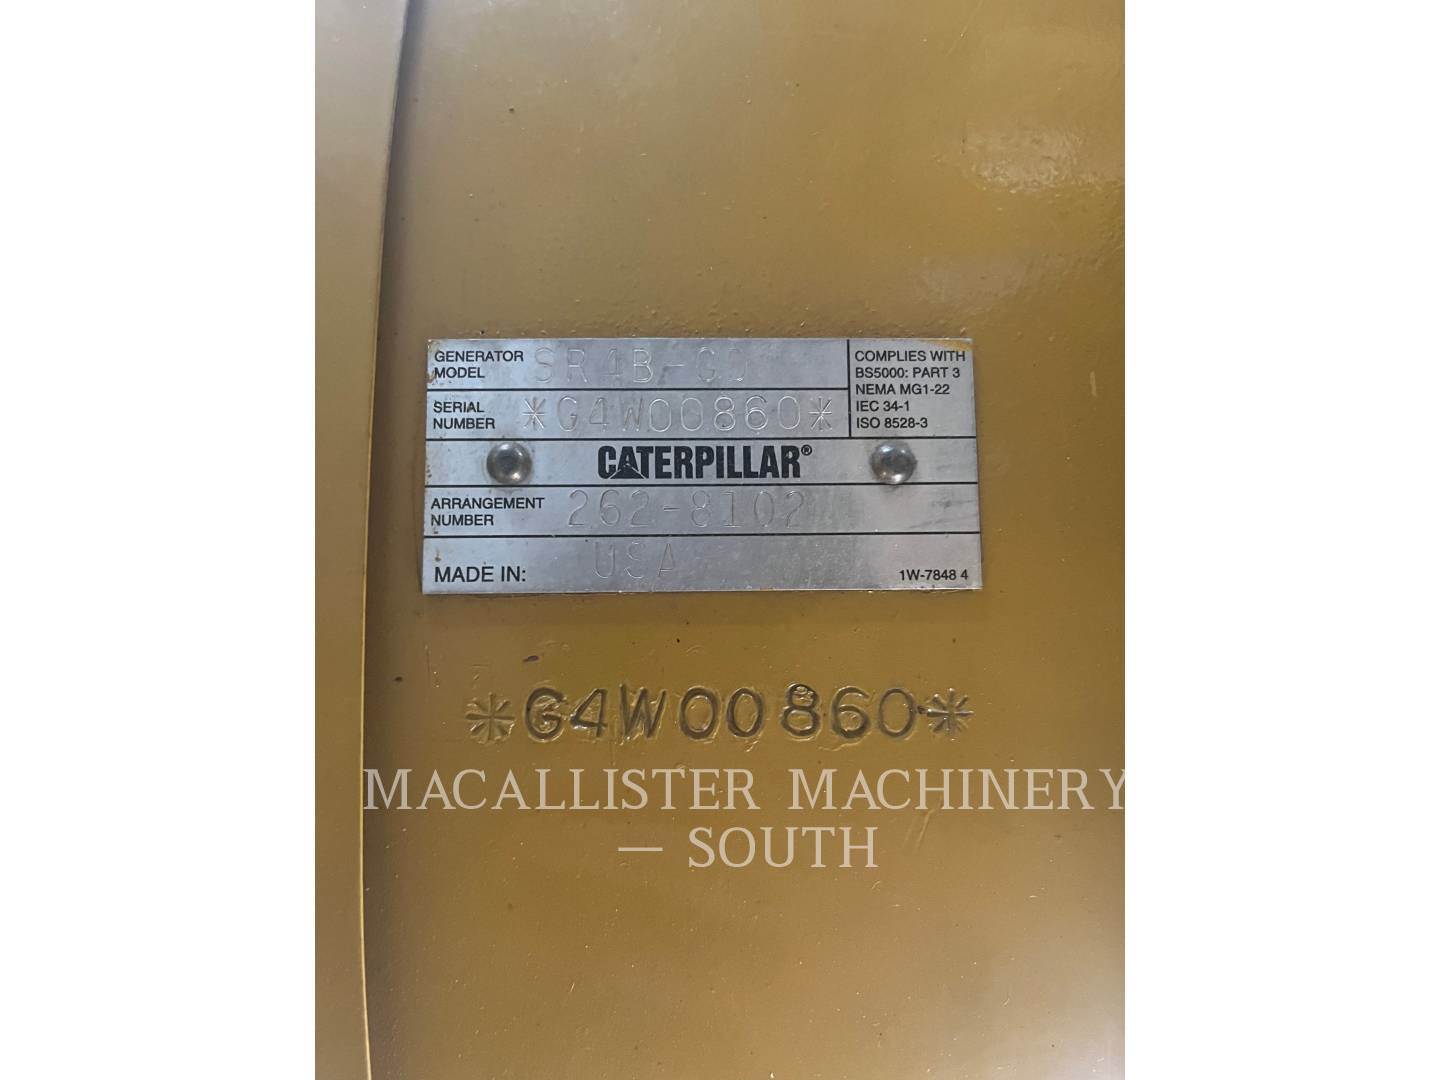 GENERATOR MODEL SR4B-GD
SERIAL NUMBER *G4W00860*
COMPLIES WITH
BS5000: PART 3
NEMA MG1-22
IEC 34-1
ISO 8528-3
CATERPILLAR®
ARRANGEMENT NUMBER 262-8102
MADE IN: USA
1W-7848 4
*G4W00860*
MACALLISTER MACHINERY
— SOUTH